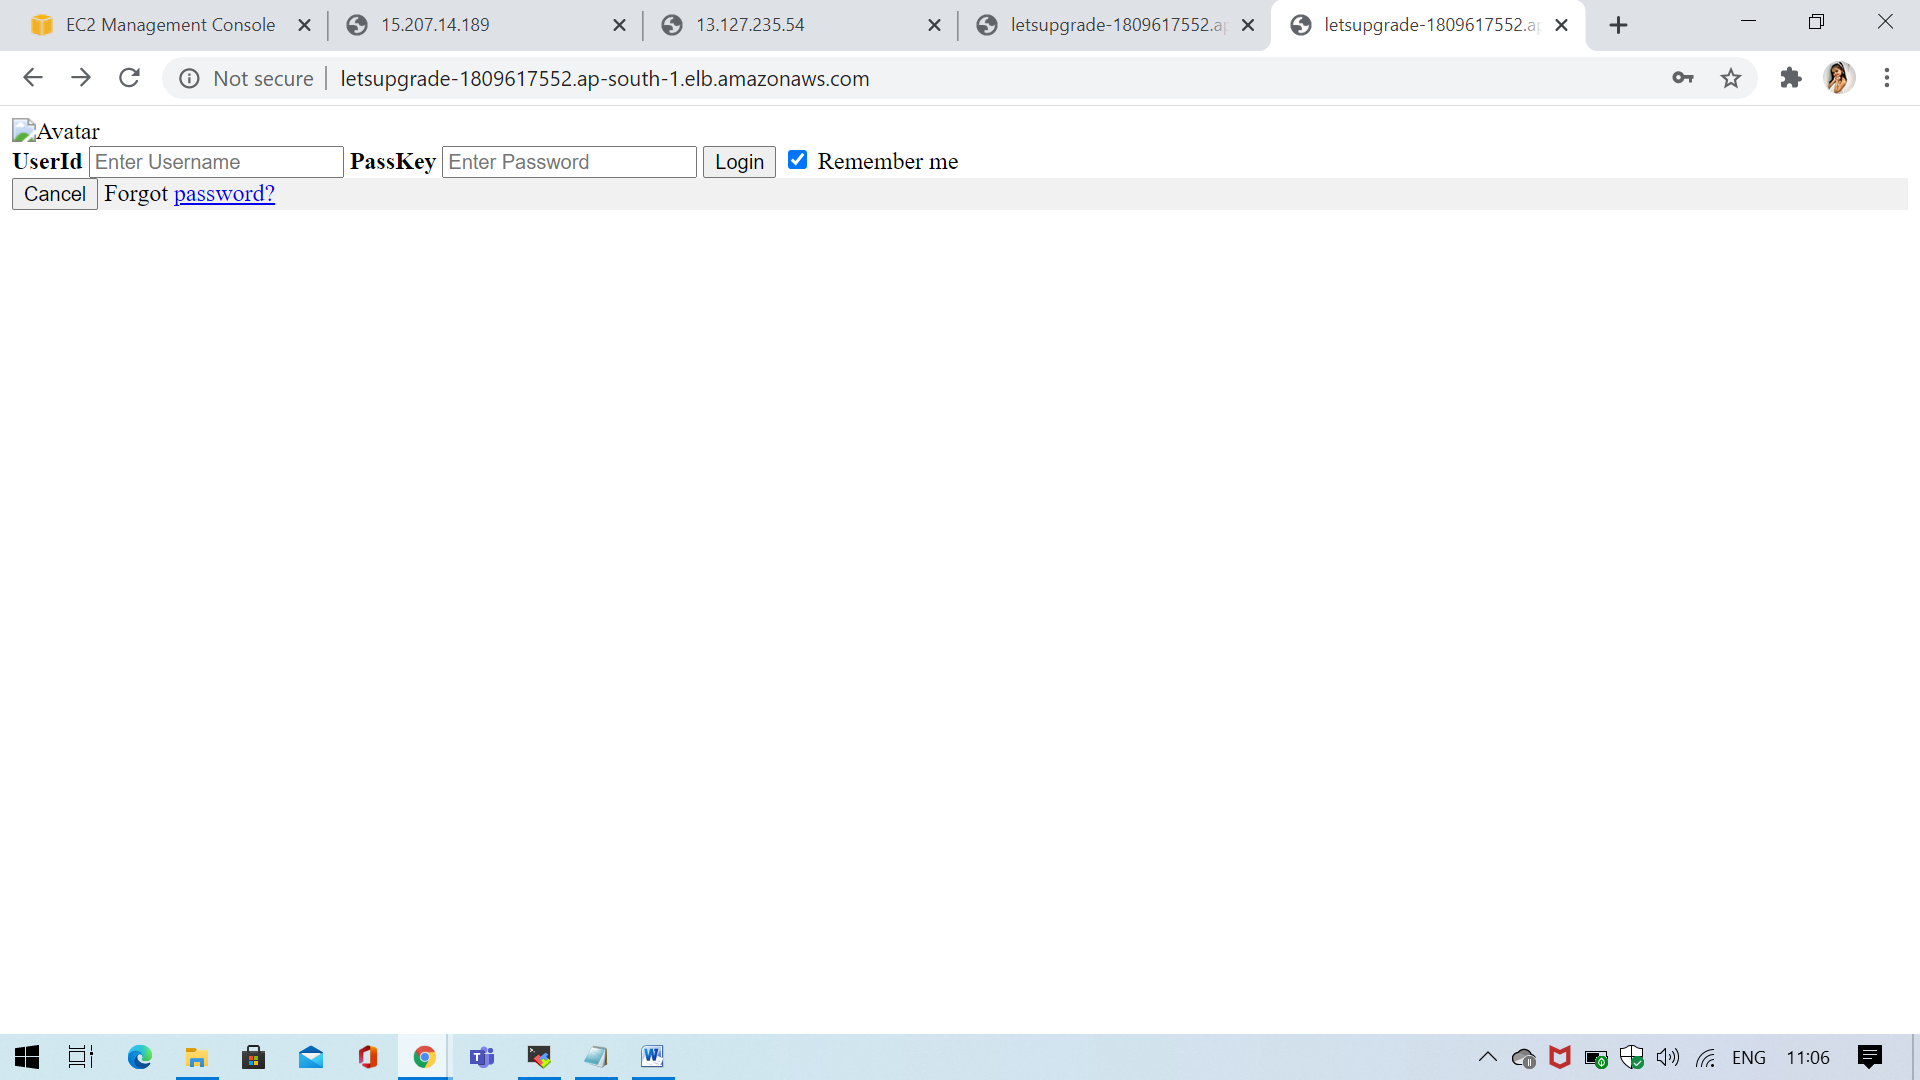 EC2 Management Console
15.207.14.189
13.127.235.54
letsupgrade-1809617552.ap
letsupgrade-1809617552.ap
Not secure
letsupgrade-1809617552.ap-south-1.elb.amazonaws.com
Avatar
UserId Enter Username PassKey Enter Password Login Remember me
Cancel Forgot password?
ENG 11:06